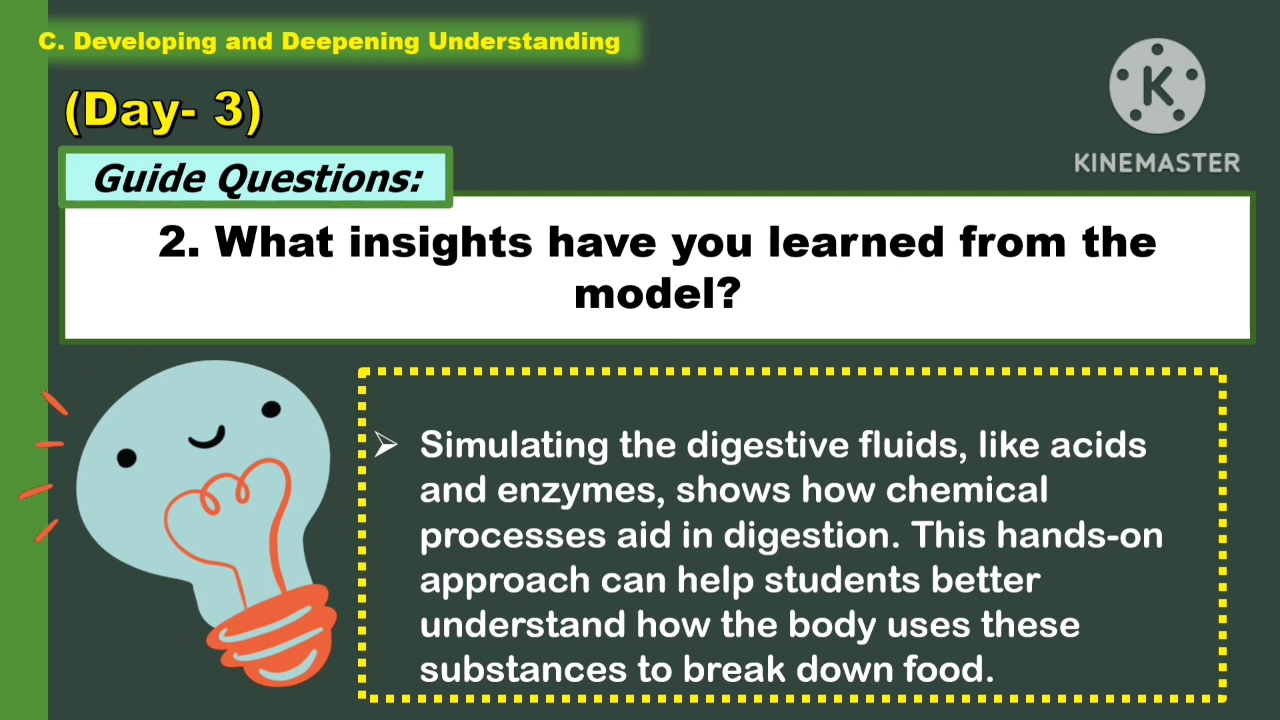 C. Developing and Deepening Understanding
(Day- 3)
K
KINEMASTER
Guide Questions:
2. What insights have you learned from the
model?
➢ Simulating the digestive fluids, like acids
and enzymes, shows how chemical
processes aid in digestion. This hands-on
approach can help students better
understand how the body uses these
substances to break down food.